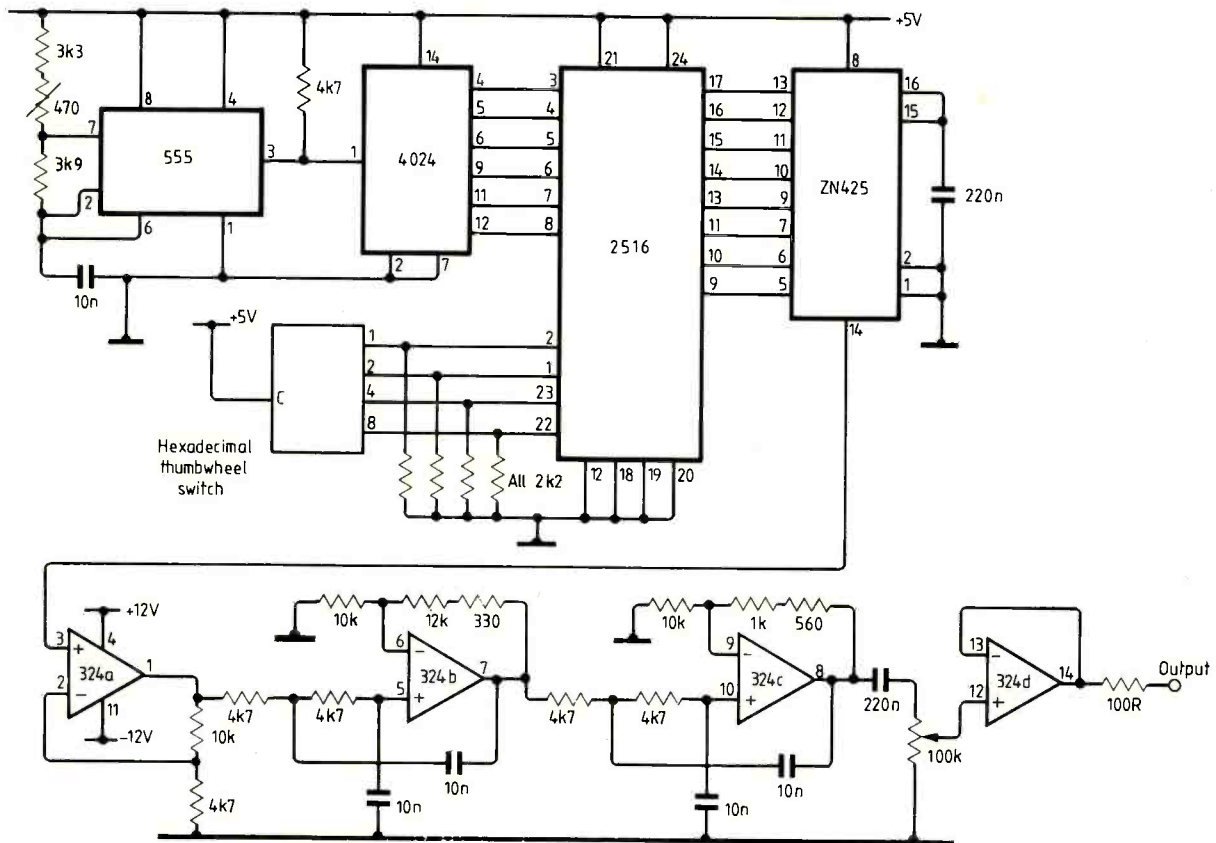 +5V
3k3
470
3k9
7
8
4
555
3
2
6
1
10n
4k7
14
1
4024
4
5
6
9
11
12
2
7
21
24
3
4
5
6
7
8
2516
17
16
15
14
13
11
10
9
8
13
12
11
10
9
7
6
5
ZN425
16
15
2
1
14
220n
+5V
C
1
2
4
8
2
1
23
22
Hexadecimal
thumbwheel
switch
All 2k2
12
18
19
20
+12V
3
+
4
324a
1
2
-
11
-12V
10k
4k7
4k7
4k7
10k
12k
330
6
-
324b
7
5
+
10n
10n
4k7
4k7
10k
1k
560
9
-
324c
8
10
+
10n
10n
220n
100k
13
-
324d
14
12
+
100R
Output